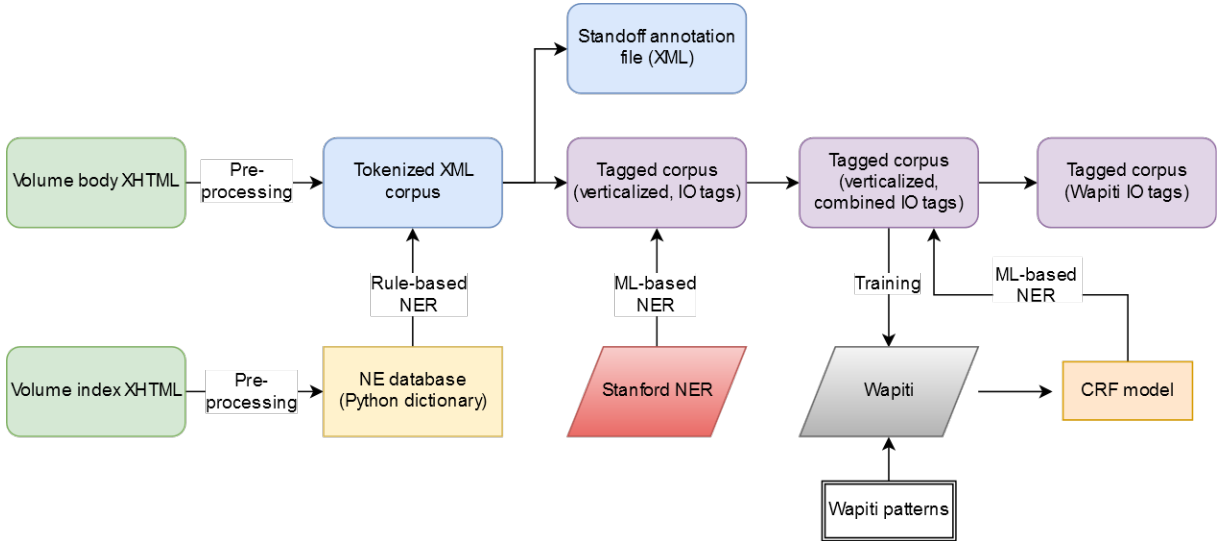 Standoff annotation
file (XML)
Volume body XHTML
Pre-
processing
Tokenized XML
corpus
Tagged corpus
(verticalized, IO tags)
Tagged corpus
(verticalized,
combined IO tags)
Tagged corpus
(Wapiti IO tags)
Rule-based
NER
ML-based
NER
Training
ML-based
NER
Volume index XHTML
Pre-
processing
NE database
(Python dictionary)
Stanford NER
Wapiti
CRF model
Wapiti patterns